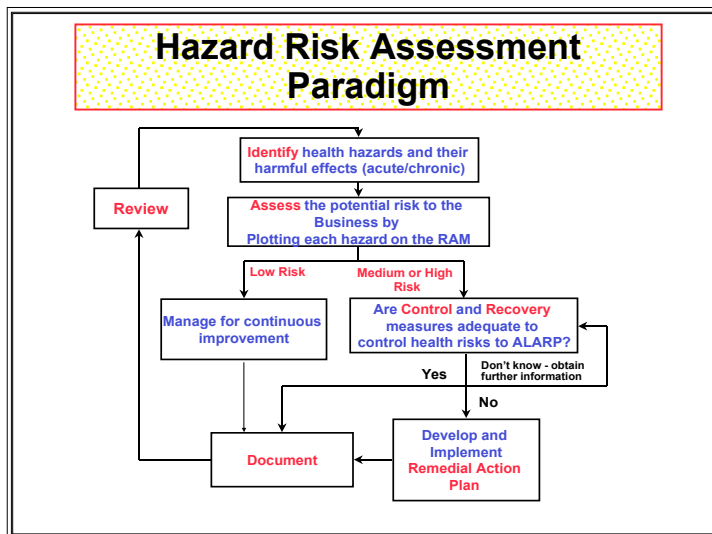 Hazard Risk Assessment
Paradigm
Identify health hazards and their
harmful effects (acute/chronic)
Review
Assess the potential risk to the
Business by
Plotting each hazard on the RAM
Low Risk
Medium or High
Risk
Manage for continuous
improvement
Are Control and Recovery
measures adequate to
control health risks to ALARP?
Yes
Don't know - obtain
further information
No
Document
Develop and
Implement
Remedial Action
Plan